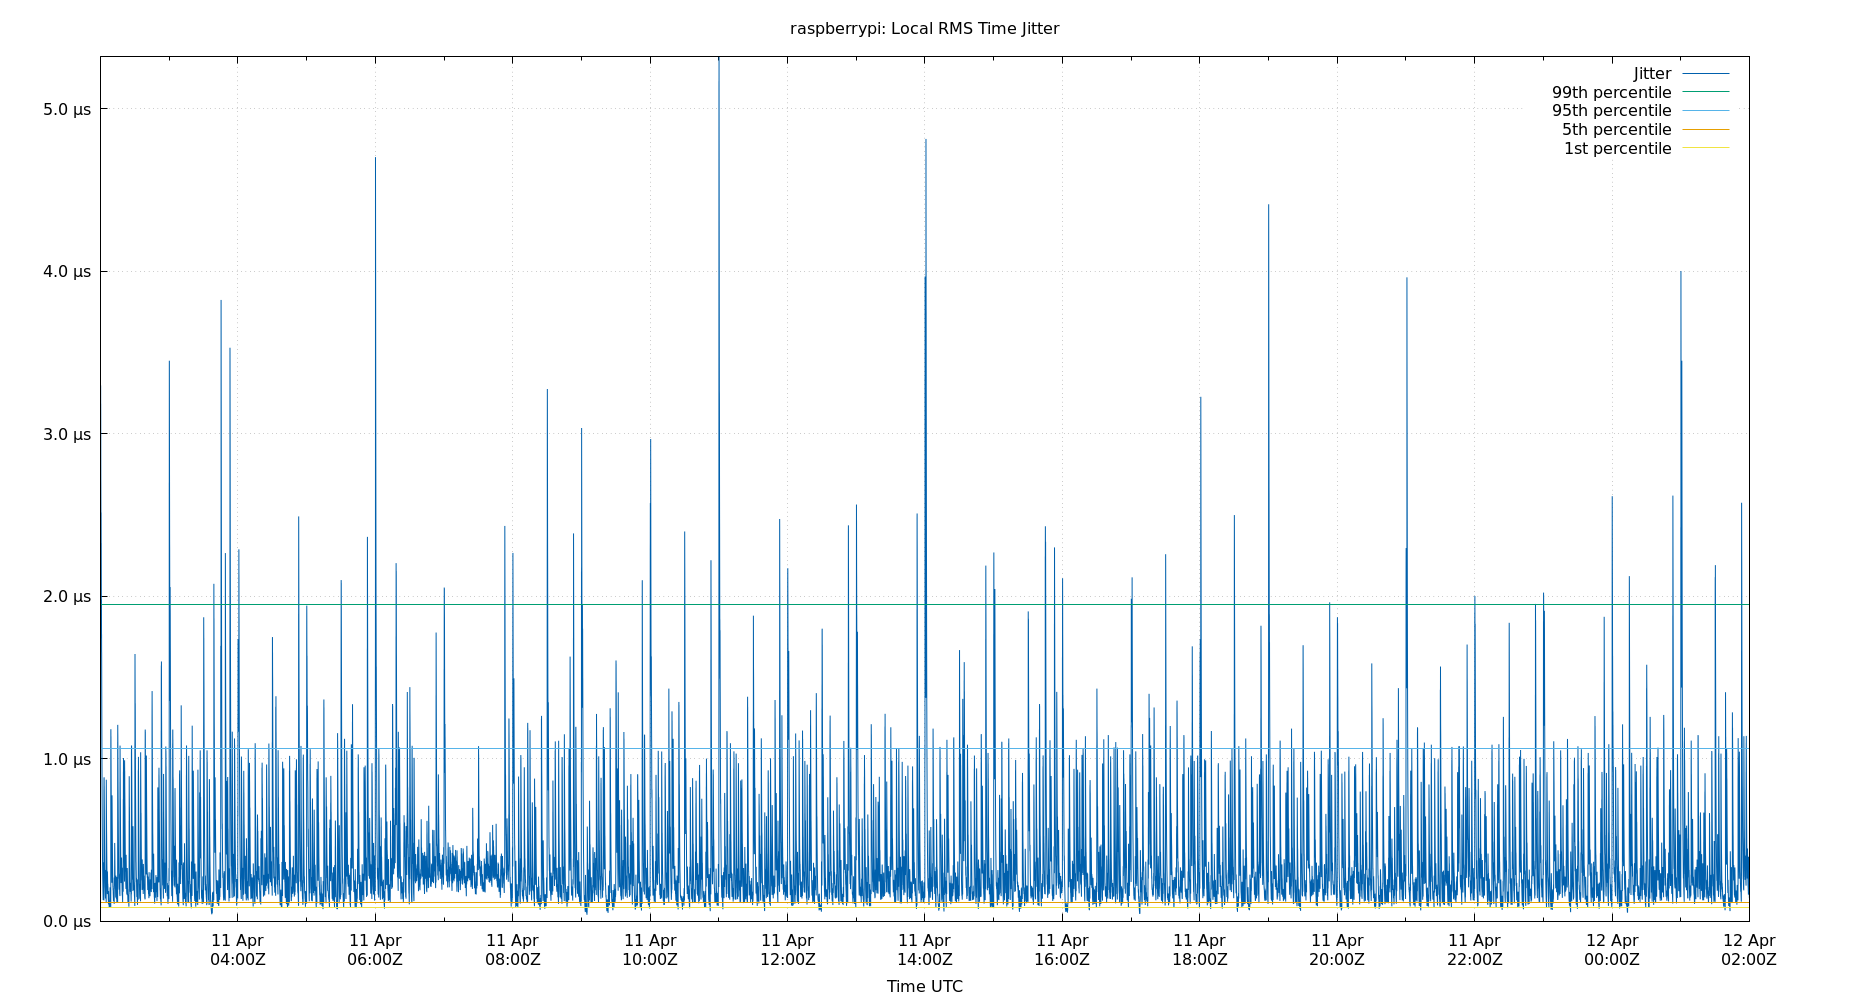 raspberrypi: Local RMS Time Jitter
Jitter
99th percentile
95th percentile
5th percentile
1st percentile
5.0 µs
4.0 µs
3.0 µs
2.0 µs
1.0 µs
0.0 µs
11 Apr 11 Apr 11 Apr 11 Apr 11 Apr 11 Apr 11 Apr 11 Apr 11 Apr 11 Apr 12 Apr 12 Apr
04:00Z 06:00Z 08:00Z 10:00Z 12:00Z 14:00Z 16:00Z 18:00Z 20:00Z 22:00Z 00:00Z 02:00Z
Time UTC